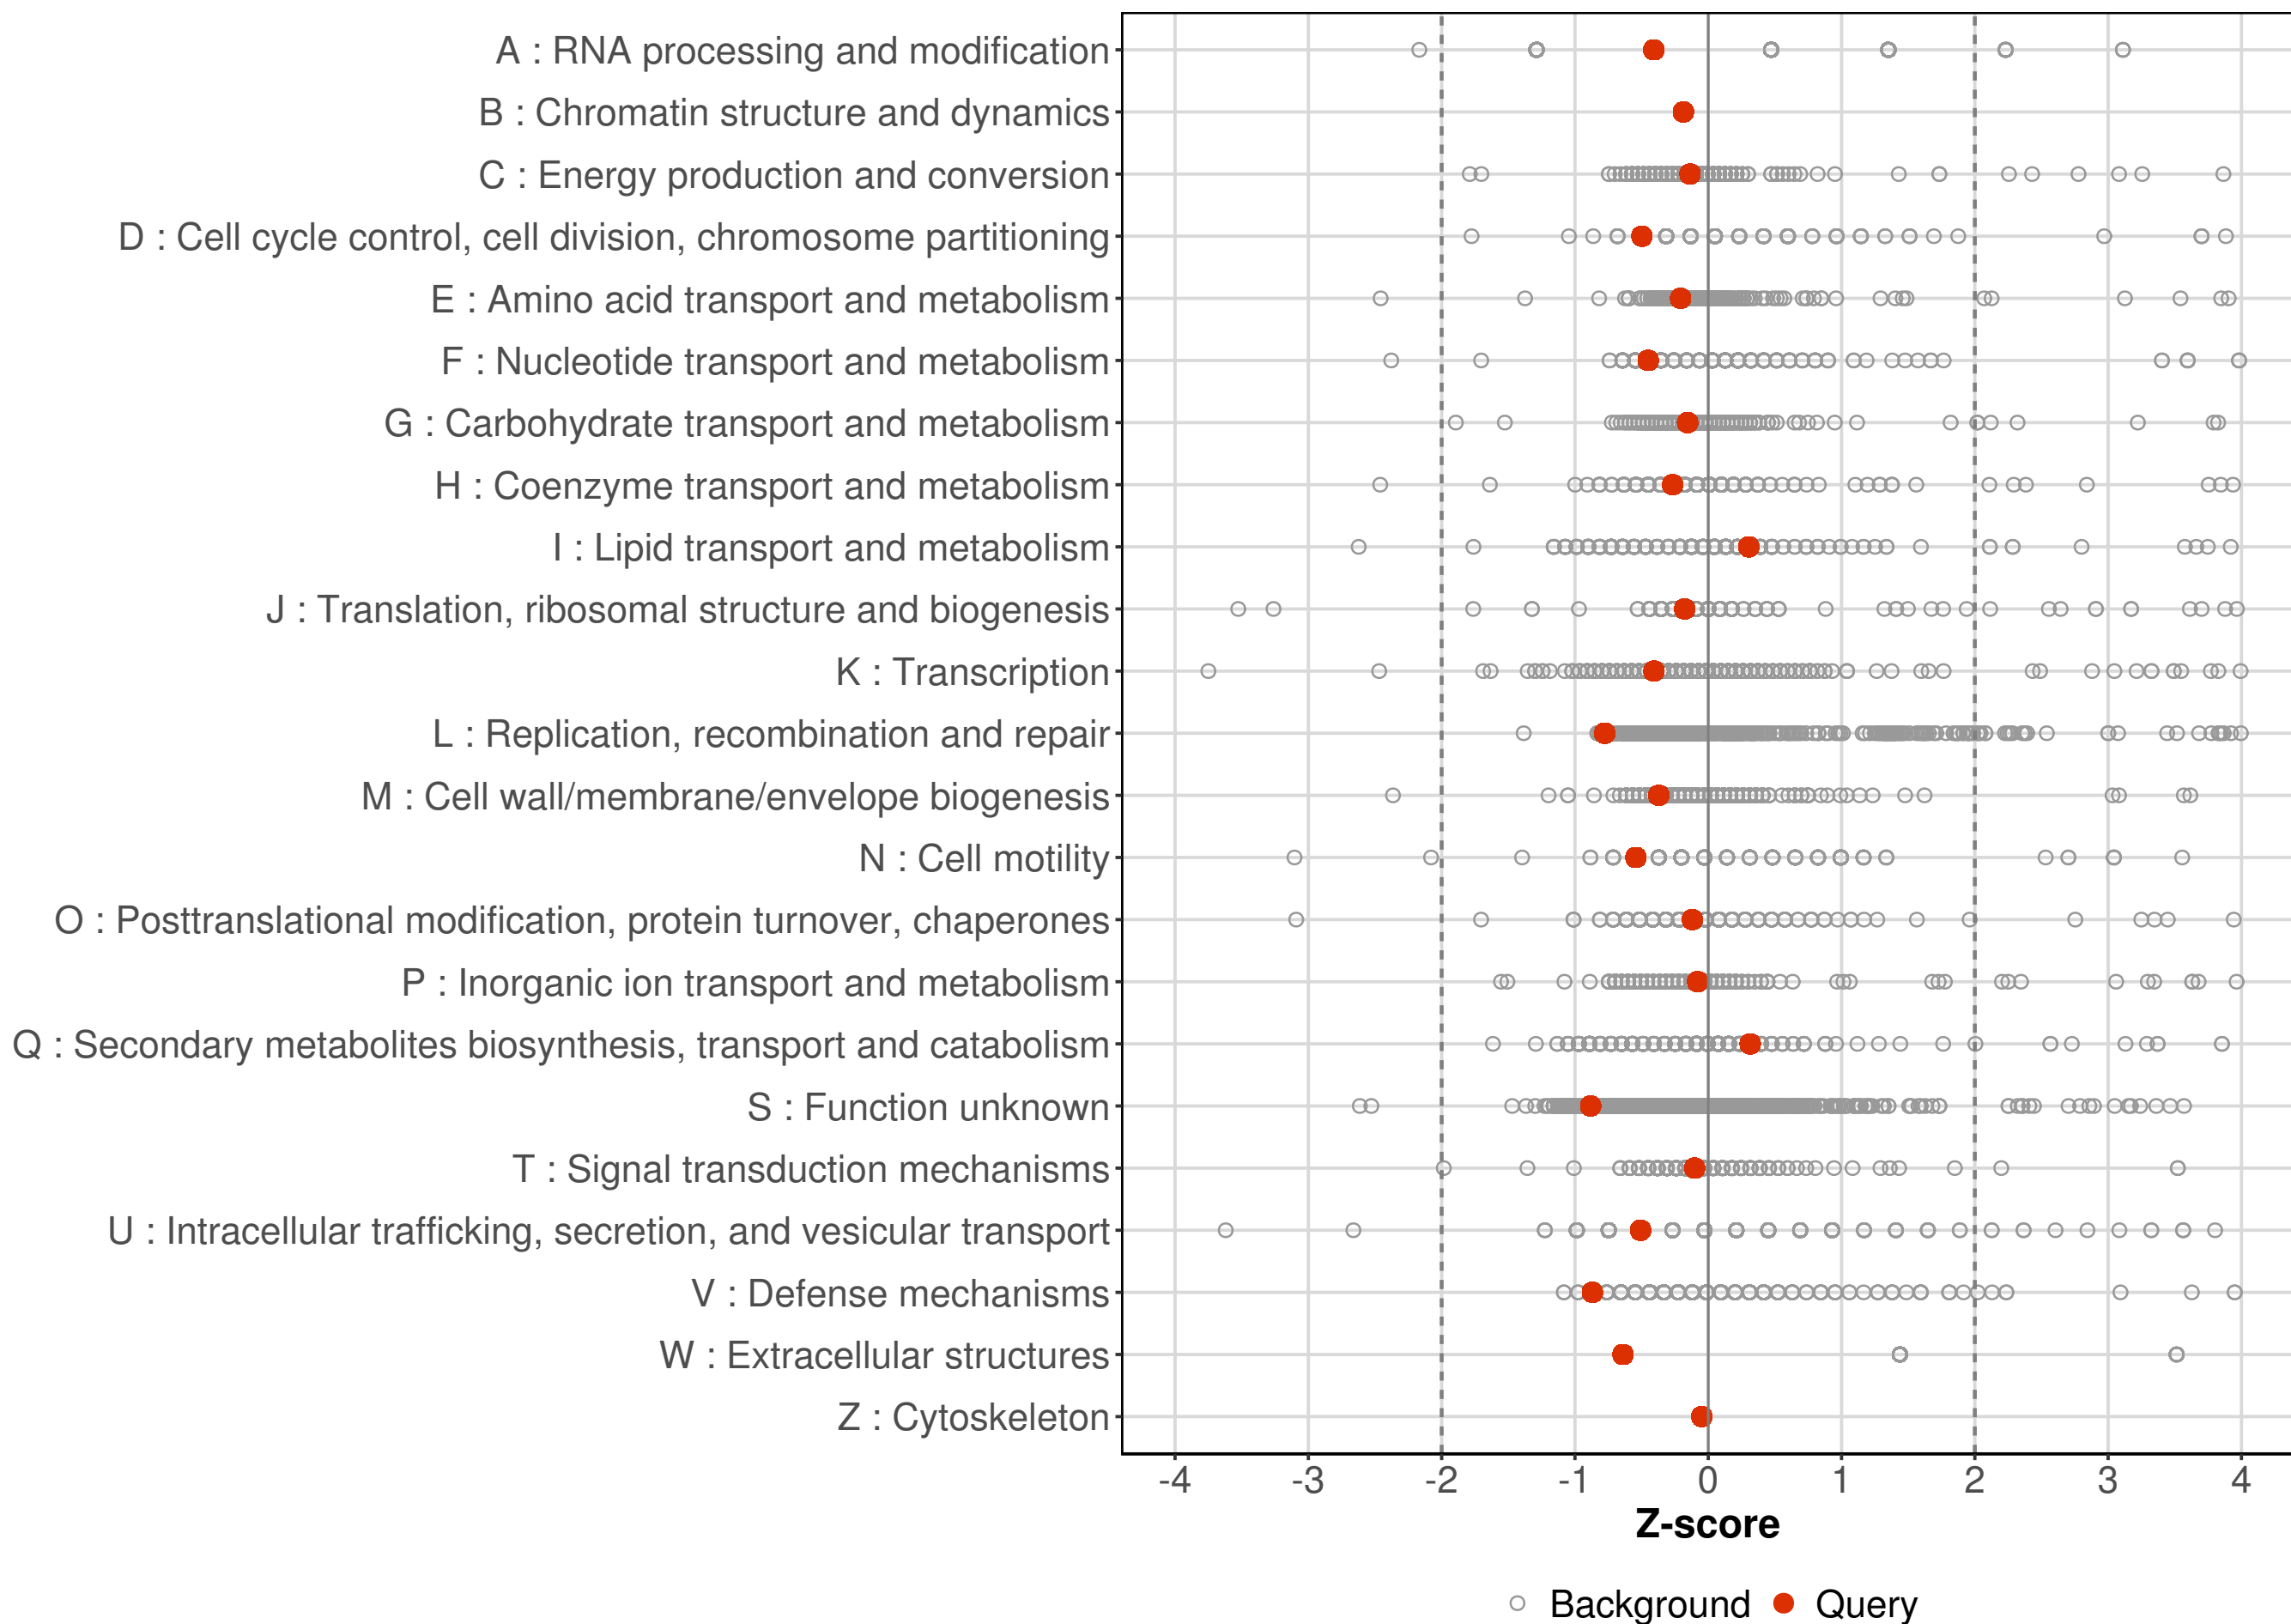 A : RNA processing and modification
B : Chromatin structure and dynamics
C : Energy production and conversion
D : Cell cycle control, cell division, chromosome partitioning
E : Amino acid transport and metabolism
F : Nucleotide transport and metabolism
G : Carbohydrate transport and metabolism
H : Coenzyme transport and metabolism
I : Lipid transport and metabolism
J : Translation, ribosomal structure and biogenesis
K : Transcription
L : Replication, recombination and repair
M : Cell wall/membrane/envelope biogenesis
N : Cell motility
O : Posttranslational modification, protein turnover, chaperones
P : Inorganic ion transport and metabolism
Q : Secondary metabolites biosynthesis, transport and catabolism
S : Function unknown
T : Signal transduction mechanisms
U : Intracellular trafficking, secretion, and vesicular transport
V : Defense mechanisms
W : Extracellular structures
Z : Cytoskeleton
-4 -3 -2 -1 0 1 2 3 4
Z-score
Background Query